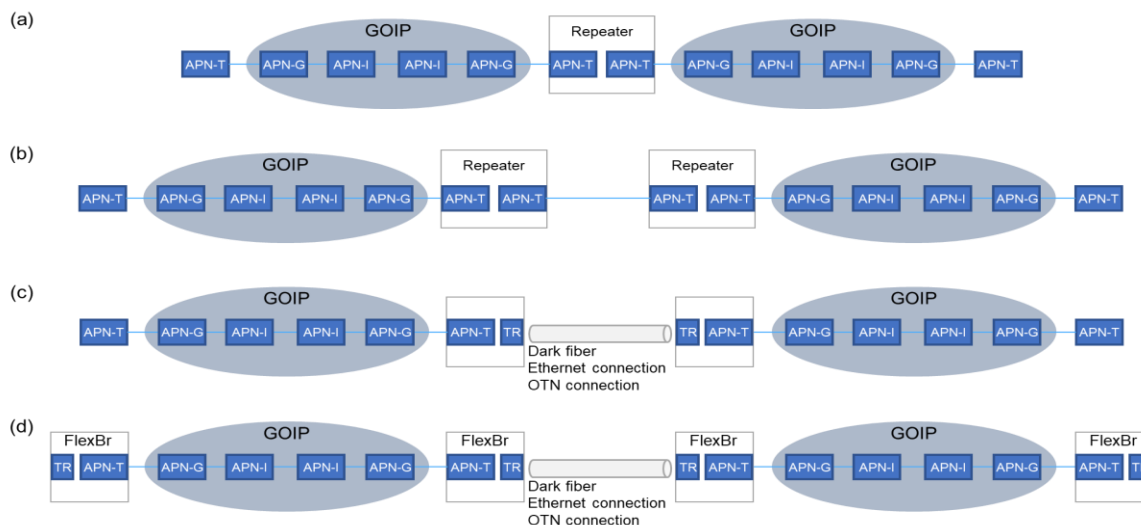 (a)
GOIP Repeater GOIP
APN-T APN-G APN-I APN-I APN-G APN-T APN-T APN-G APN-I APN-I APN-G APN-T
(b)
GOIP Repeater Repeater GOIP
APN-T APN-G APN-I APN-I APN-G APN-T APN-T APN-T APN-T APN-G APN-I APN-I APN-G APN-T
(c)
GOIP GOIP
APN-T APN-G APN-I APN-I APN-G APN-T TR TR APN-T APN-G APN-I APN-I APN-G APN-T
Dark fiber
Ethernet connection
OTN connection
(d)
FlexBr GOIP FlexBr FlexBr GOIP FlexBr
TR APN-T APN-G APN-I APN-I APN-G APN-T TR TR APN-T APN-G APN-I APN-I APN-G APN-T
Dark fiber
Ethernet connection
OTN connection